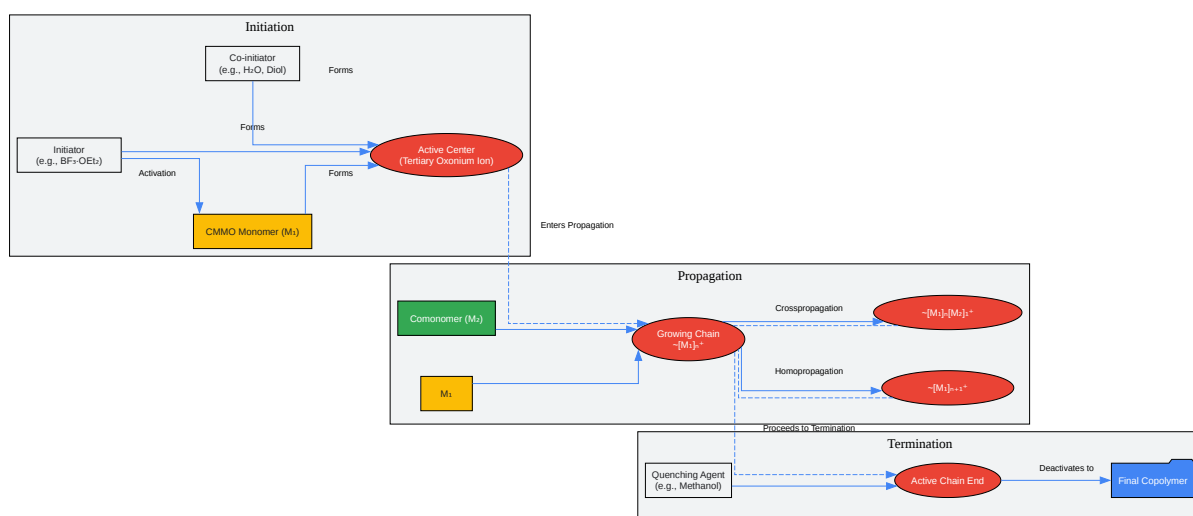 Initiation
Co-initiator
(e.g., H₂O, Diol)
Forms
Forms
Initiator
(e.g., BF₃·OEt₂)
Active Center
(Tertiary Oxonium Ion)
Activation
Forms
CMMO Monomer (M₁)
Enters Propagation
Propagation
Comonomer (M₂)
Crosspropagation
~[M₁]ₙ[M₂]₁⁺
Growing Chain
~[M₁]ₙ⁺
Homopropagation
M₁
~[M₁]ₙ₊₁⁺
Proceeds to Termination
Termination
Quenching Agent
(e.g., Methanol)
Active Chain End
Deactivates to
Final Copolymer